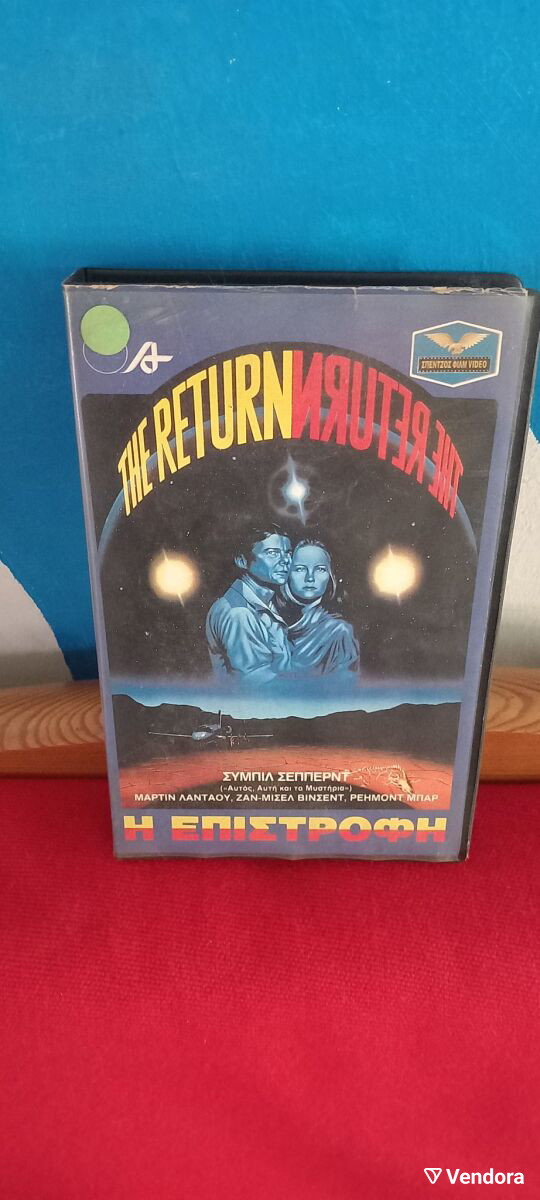 THE RETURN
THE RETURN
ΣΠΕΝΤΖΟΣ ΦΙΛΜ VIDEO
ΣΥΜΠΙΛ ΣΕΠΠΕΡΝΤ
(«Αυτός, Αυτή και τα Μυστήρια»)
ΜΑΡΤΙΝ ΛΑΝΤΑΟΥ, ΖΑΝ-ΜΙΣΕΛ ΒΙΝΣΕΝΤ, ΡΕΗΜΟΝΤ ΜΠΑΡ
Η ΕΠΙΣΤΡΟΦΗ
Vendora